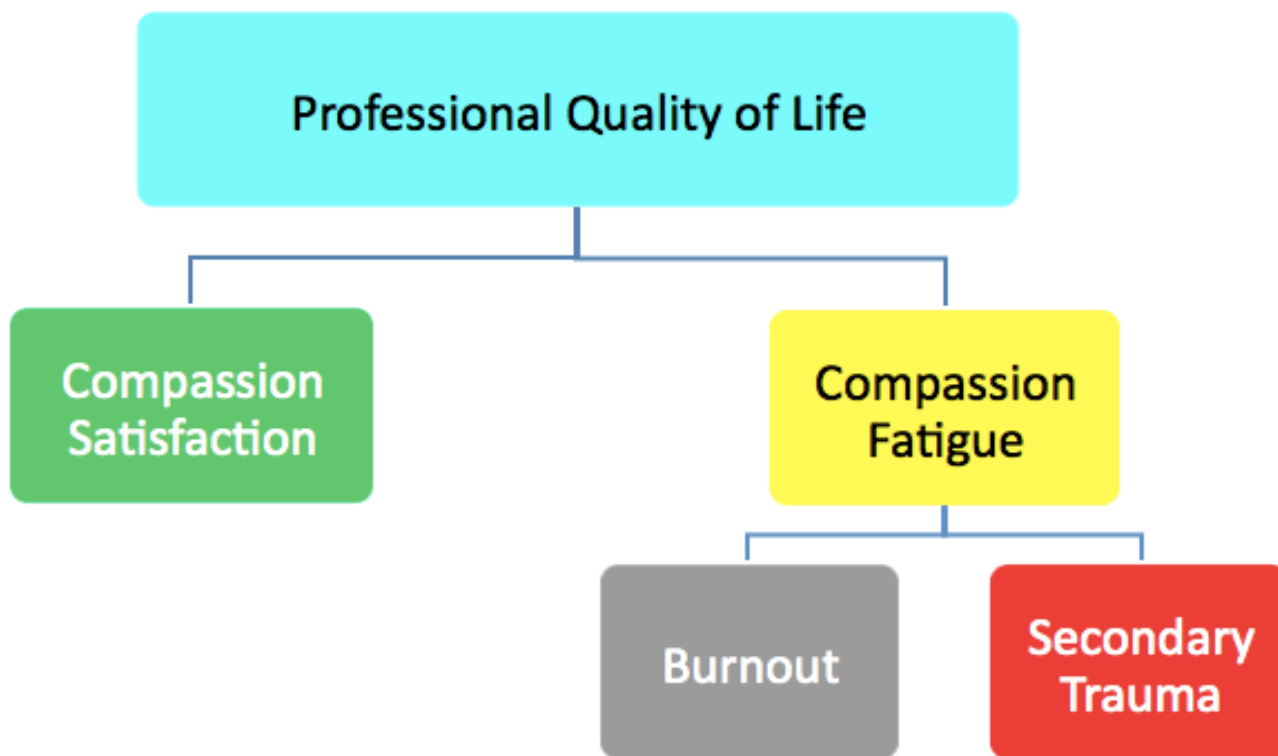 Professional Quality of Life
Compassion
Satisfaction
Compassion
Fatigue
Burnout
Secondary
Trauma